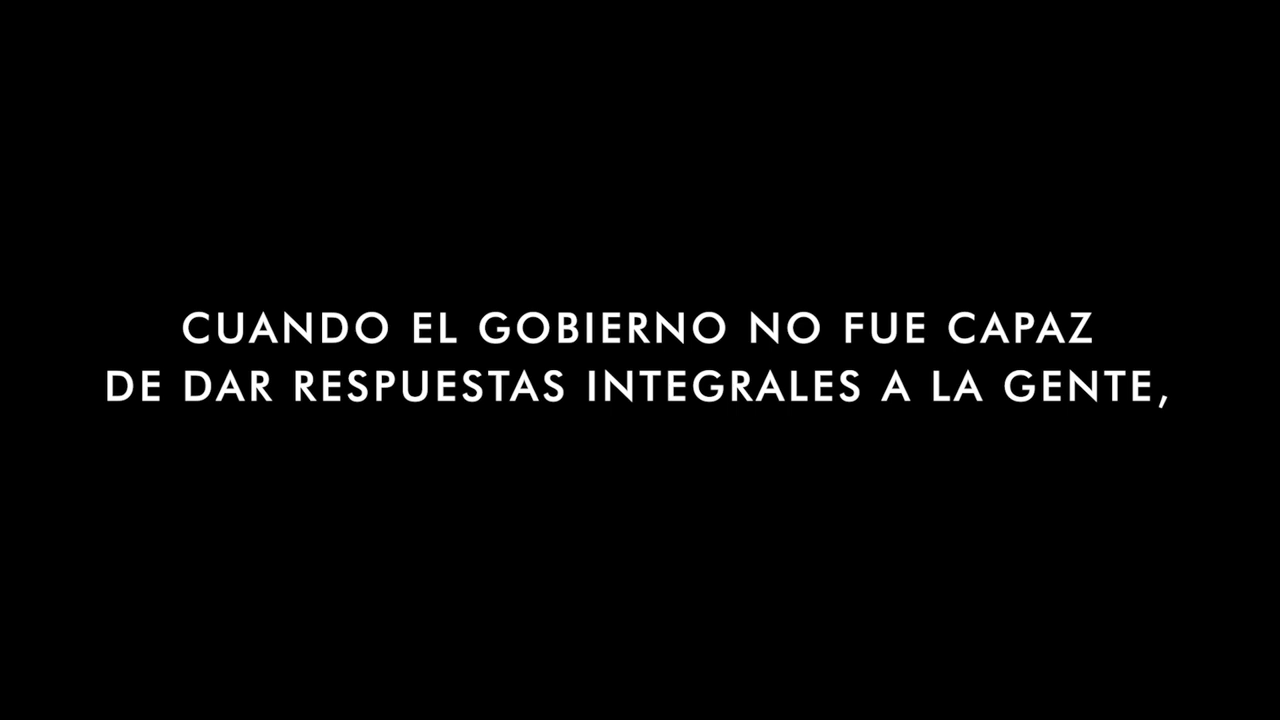 CUANDO EL GOBIERNO NO FUE CAPAZ
DE DAR RESPUESTAS INTEGRALES A LA GENTE,